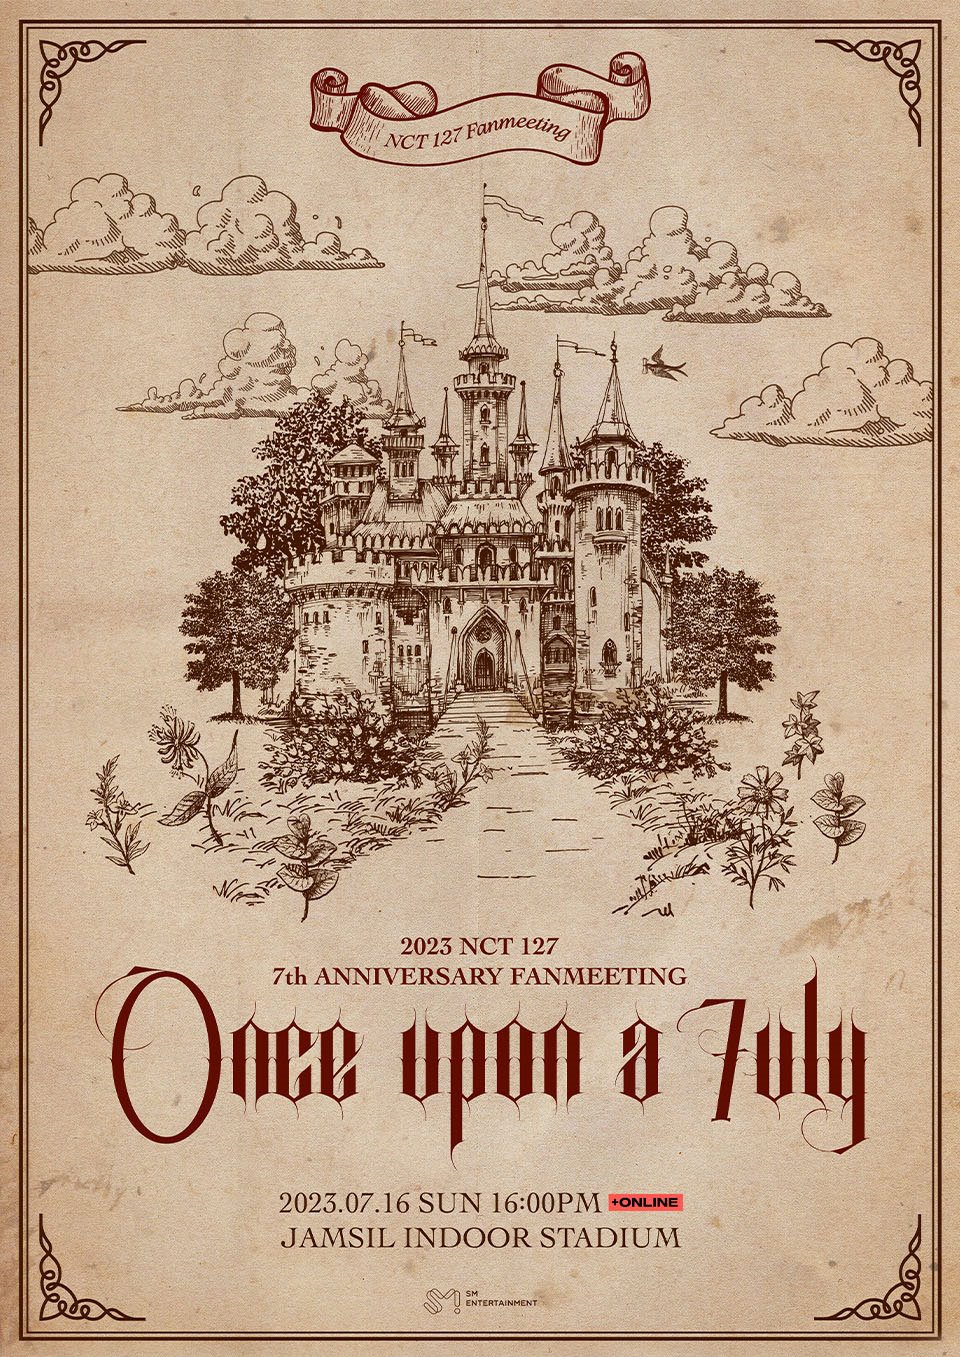 NCT 127 Fanmeeting
2023 NCT 127
7th ANNIVERSARY FANMEETING
Once upon a 7uly
2023.07.16 SUN 16:00PM +ONLINE
JAMSIL INDOOR STADIUM
SM
ENTERTAINMENT